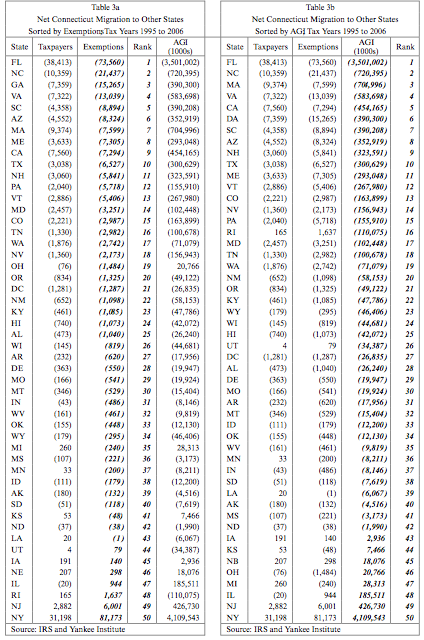 Table 3a
Net Connecticut Migration to Other States
Sorted by Exemptions, Tax Years 1995 to 2006
State Taxpayers Exemptions Rank AGI (1000s)
FL (38,413) (73,560) 1 (3,501,002)
NC (10,359) (21,437) 2 (720,395)
GA (7,359) (15,265) 3 (390,300)
VA (7,322) (13,039) 4 (583,698)
SC (4,358) (8,894) 5 (390,208)
AZ (4,552) (8,324) 6 (352,919)
MA (9,374) (7,599) 7 (704,996)
ME (3,633) (7,305) 8 (293,048)
CA (7,560) (7,294) 9 (454,165)
TX (3,038) (6,527) 10 (300,629)
NH (3,060) (5,841) 11 (323,591)
PA (2,040) (5,718) 12 (155,910)
VT (2,886) (5,406) 13 (267,980)
MD (2,457) (3,251) 14 (102,448)
CO (2,221) (2,987) 15 (163,899)
TN (1,330) (2,982) 16 (100,678)
WA (1,876) (2,742) 17 (71,079)
NV (1,360) (2,173) 18 (156,943)
OH (76) (1,484) 19 20,766
OR (834) (1,325) 20 (49,122)
DC (1,281) (1,287) 21 (26,835)
NM (652) (1,098) 22 (58,153)
KY (461) (1,085) 23 (47,786)
HI (740) (1,073) 24 (42,072)
AL (473) (1,040) 25 (26,240)
WI (145) (819) 26 (44,681)
AR (232) (620) 27 (17,956)
DE (363) (550) 28 (19,947)
MO (166) (541) 29 (19,924)
MT (346) (529) 30 (15,404)
IN (43) (486) 31 (8,146)
WV (161) (461) 32 (9,819)
OK (155) (448) 33 (12,130)
WY (179) (295) 34 (46,406)
MI 260 (240) 35 28,313
MS (107) (221) 36 (3,173)
MN 33 (200) 37 (8,211)
ID (111) (179) 38 (12,200)
AK (180) (132) 39 (4,516)
SD (51) (118) 40 (7,619)
KS 53 (48) 41 7,466
ND (37) (38) 42 (1,990)
LA 20 (1) 43 (6,067)
UT 4 79 44 (34,387)
IA 191 140 45 2,936
NE 207 298 46 18,076
IL (20) 944 47 185,511
RI 165 1,637 48 (110,075)
NJ 2,882 6,001 49 426,730
NY 31,198 81,173 50 4,109,543
Source: IRS and Yankee Institute
Table 3b
Net Connecticut Migration to Other States
Sorted by AGI, Tax Years 1995 to 2006
State Taxpayers Exemptions AGI (1000s) Rank
FL (38,413) (73,560) (3,501,002) 1
NC (10,359) (21,437) (720,395) 2
MA (9,374) (7,599) (704,996) 3
VA (7,322) (13,039) (583,698) 4
CA (7,560) (7,294) (454,165) 5
DA (7,359) (15,265) (390,300) 6
SC (4,358) (8,894) (390,208) 7
AZ (4,552) (8,324) (352,919) 8
NH (3,060) (5,841) (323,591) 9
TX (3,038) (6,527) (300,629) 10
ME (3,633) (7,305) (293,048) 11
VT (2,886) (5,406) (267,980) 12
CO (2,221) (2,987) (163,899) 13
NV (1,360) (2,173) (156,943) 14
PA (2,040) (5,718) (155,910) 15
RI 165 1,637 (110,075) 16
MD (2,457) (3,251) (102,448) 17
TN (1,330) (2,982) (100,678) 18
WA (1,876) (2,742) (71,079) 19
NM (652) (1,098) (58,153) 20
OR (834) (1,325) (49,122) 21
KY (461) (1,085) (47,786) 22
WY (179) (295) (46,406) 23
WI (145) (819) (44,681) 24
HI (740) (1,073) (42,072) 25
UT 4 79 (34,387) 26
DC (1,281) (1,287) (26,835) 27
AL (473) (1,040) (26,240) 28
DE (363) (550) (19,947) 29
MO (166) (541) (19,924) 30
AR (232) (620) (17,956) 31
MT (346) (529) (15,404) 32
ID (111) (179) (12,200) 33
OK (155) (448) (12,130) 34
WV (161) (461) (9,819) 35
MN 33 (200) (8,211) 36
IN (43) (486) (8,146) 37
SD (51) (118) (7,619) 38
LA 20 (1) (6,067) 39
AK (180) (132) (4,516) 40
MS (107) (221) (3,173) 41
ND (37) (38) (1,990) 42
IA 191 140 2,936 43
KS 53 (48) 7,466 44
NB 207 298 18,076 45
OH (76) (1,484) 20,766 46
MI 260 (240) 28,313 47
IL (20) 944 185,511 48
NJ 2,882 6,001 426,730 49
NY 31,198 81,173 4,109,543 50
Source: IRS and Yankee Institute